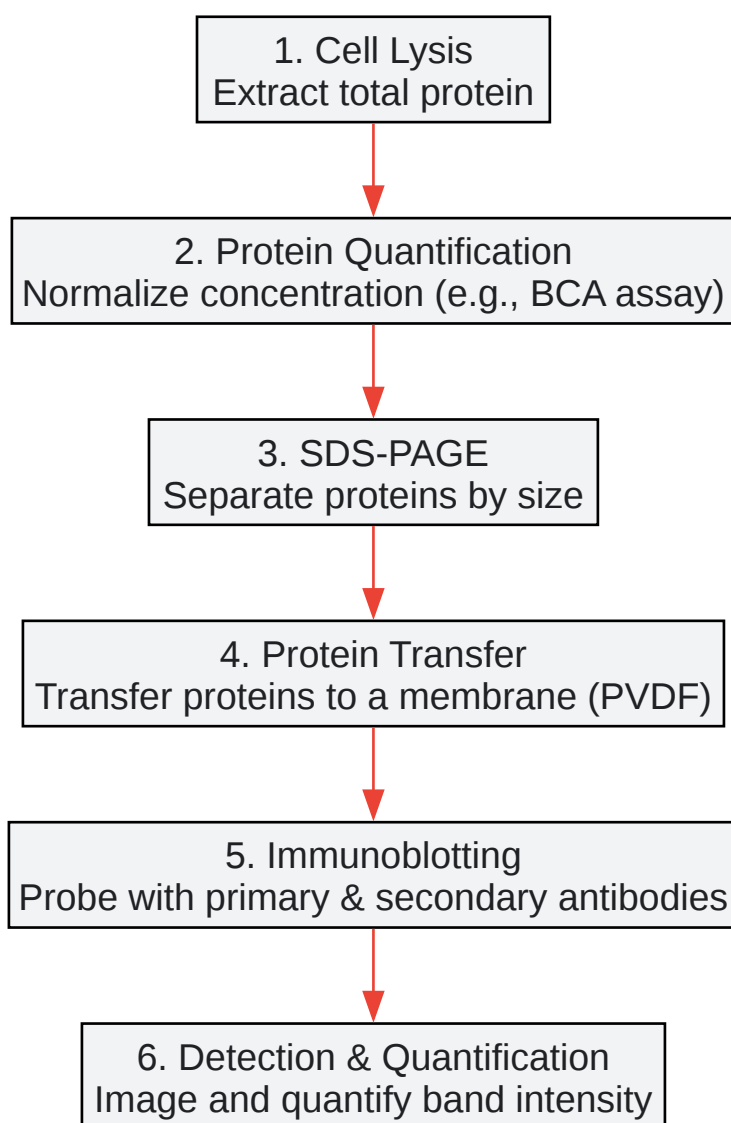 1. Cell Lysis
Extract total protein
2. Protein Quantification
Normalize concentration (e.g., BCA assay)
3. SDS-PAGE
Separate proteins by size
4. Protein Transfer
Transfer proteins to a membrane (PVDF)
5. Immunoblotting
Probe with primary & secondary antibodies
6. Detection & Quantification
Image and quantify band intensity